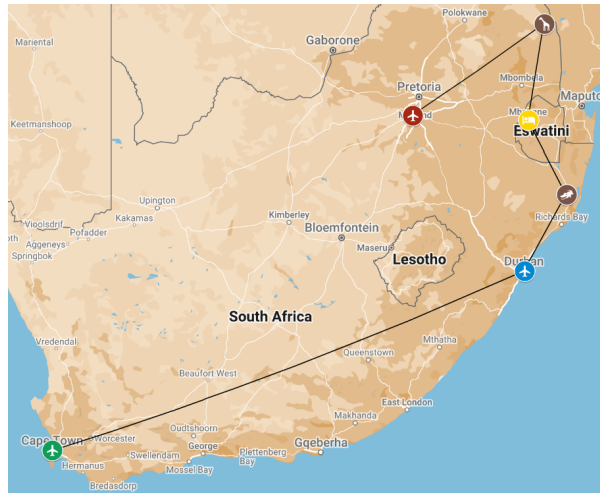 Polokwane
Mariental
Gaborone
Pretoria
Mbombela
Maputo
Keetmanshoop
Eswatini
Upington
Richards Bay
Vioolsdrif
Kakamas
Kimberley
Pofadder
Bloemfontein
Aggeneys
Maseru
Springbok
Lesotho
Durban
South Africa
Mthatha
Vredendal
Queenstown
Beaufort West
East London
Makhanda
Oudtshoorn
Cape Town
Worcester
George
Gqeberha
Swellendam
Plettenberg
Bay
Hermanus
Mossel Bay
Bredasdorp